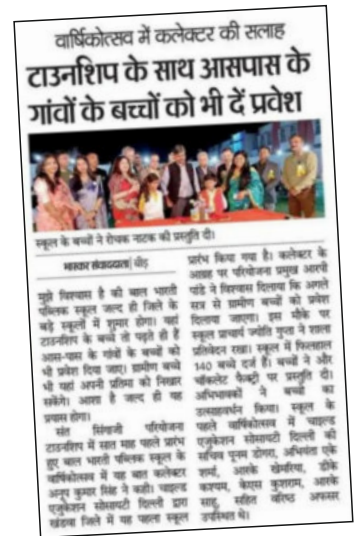 वार्षिकोत्सव में कलेक्टर की सलाह
टाउनशिप के साथ आसपास के
गांवों के बच्चों को भी दें प्रवेश
स्कूल के बच्चों ने रोचक नाटक की प्रस्तुति दी।
भास्कर संवाददाता| बीड़
मुझे विश्वास है की बाल भारती
पब्लिक स्कूल जल्द ही जिले के
बड़े स्कूलों में शुमार होगा। यहां
टाउनशिप के बच्चे तो पढ़ते ही हैं
आस-पास के गांवों के बच्चों को
भी प्रवेश दिया जाए। ग्रामीण बच्चे
भी यहां अपनी प्रतिभा को निखार
सकेंगे। आशा है जल्द ही यह
प्रयास होगा।
संत सिंगाजी परियोजना
टाउनशिप में सात माह पहले प्रारंभ
हुए बाल भारती पब्लिक स्कूल के
वार्षिकोत्सव में यह बात कलेक्टर
अनूप कुमार सिंह ने कही। चाइल्ड
एजुकेशन सोसायटी दिल्ली द्वारा
खंडवा जिले में यह पहला स्कूल
प्रारंभ किया गया है। कलेक्टर के
आग्रह पर परियोजना प्रमुख आरपी
पांडे ने विश्वास दिलाया कि अगले
सत्र से ग्रामीण बच्चों को प्रवेश
दिलाया जाएगा। इस मौके पर
स्कूल प्राचार्य ज्योति गुप्ता ने शाला
प्रतिवेदन रखा। स्कूल में फिलहाल
140 बच्चे दर्ज हैं। बच्चों ने और
चॉकलेट फैक्ट्री पर प्रस्तुति दी।
अभिभावकों ने बच्चों का
उत्साहवर्धन किया। स्कूल के
पहले वार्षिकोत्सव में चाइल्ड
एजुकेशन सोसायटी दिल्ली की
सचिव पूनम डोगरा, अभियंता एके
शर्मा, आरके खेमरिया, डीके
कश्यम, केएस कुशराम, आरके
साहू सहित वरिष्ठ अफसर
उपस्थित थे।